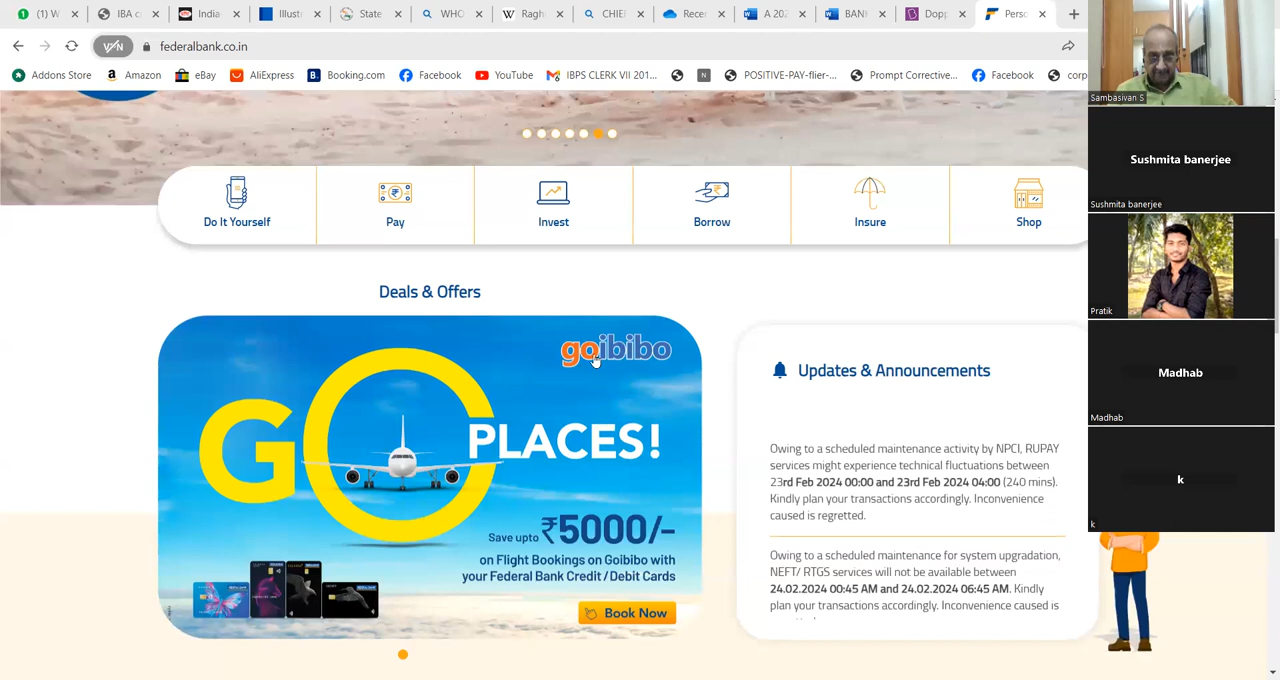 1 W
IBA c
India
Illustr
State
WHO
Ragh
CHIEF
Recer
A 202
BANK
Dopp
Perso
VPN
federalbank.co.in
Addons Store
Amazon
eBay
AliExpress
Booking.com
Facebook
YouTube
IBPS CLERK VII 201...
N
POSITIVE-PAY-flier-...
Prompt Corrective...
Facebook
corp
Sambasivan S
Sushmita banerjee
Sushmita banerjee
Pratik
Madhab
Madhab
k
k
Do It Yourself
Pay
Invest
Borrow
Insure
Shop
Deals & Offers
goibibo
GO
PLACES!
Save upto ₹5000/-
on Flight Bookings on Goibibo with
your Federal Bank Credit / Debit Cards
Book Now
Updates & Announcements
Owing to a scheduled maintenance activity by NPCI, RUPAY
services might experience technical fluctuations between
23rd Feb 2024 00:00 and 23rd Feb 2024 04:00 (240 mins).
Kindly plan your transactions accordingly. Inconvenience
caused is regretted.
Owing to a scheduled maintenance for system upgradation,
NEFT/ RTGS services will not be available between
24.02.2024 00:45 AM and 24.02.2024 06:45 AM. Kindly
plan your transactions accordingly. Inconvenience caused is